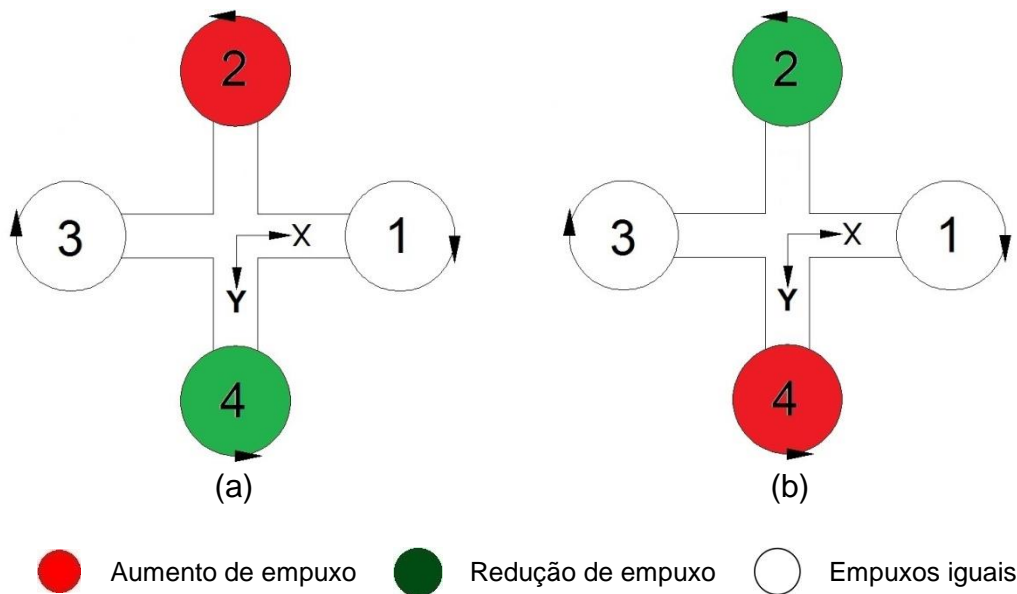 2
2
3
X
1
3
X
1
Y
Y
4
4
(a)
(b)
Aumento de empuxo
Redução de empuxo
Empuxos iguais